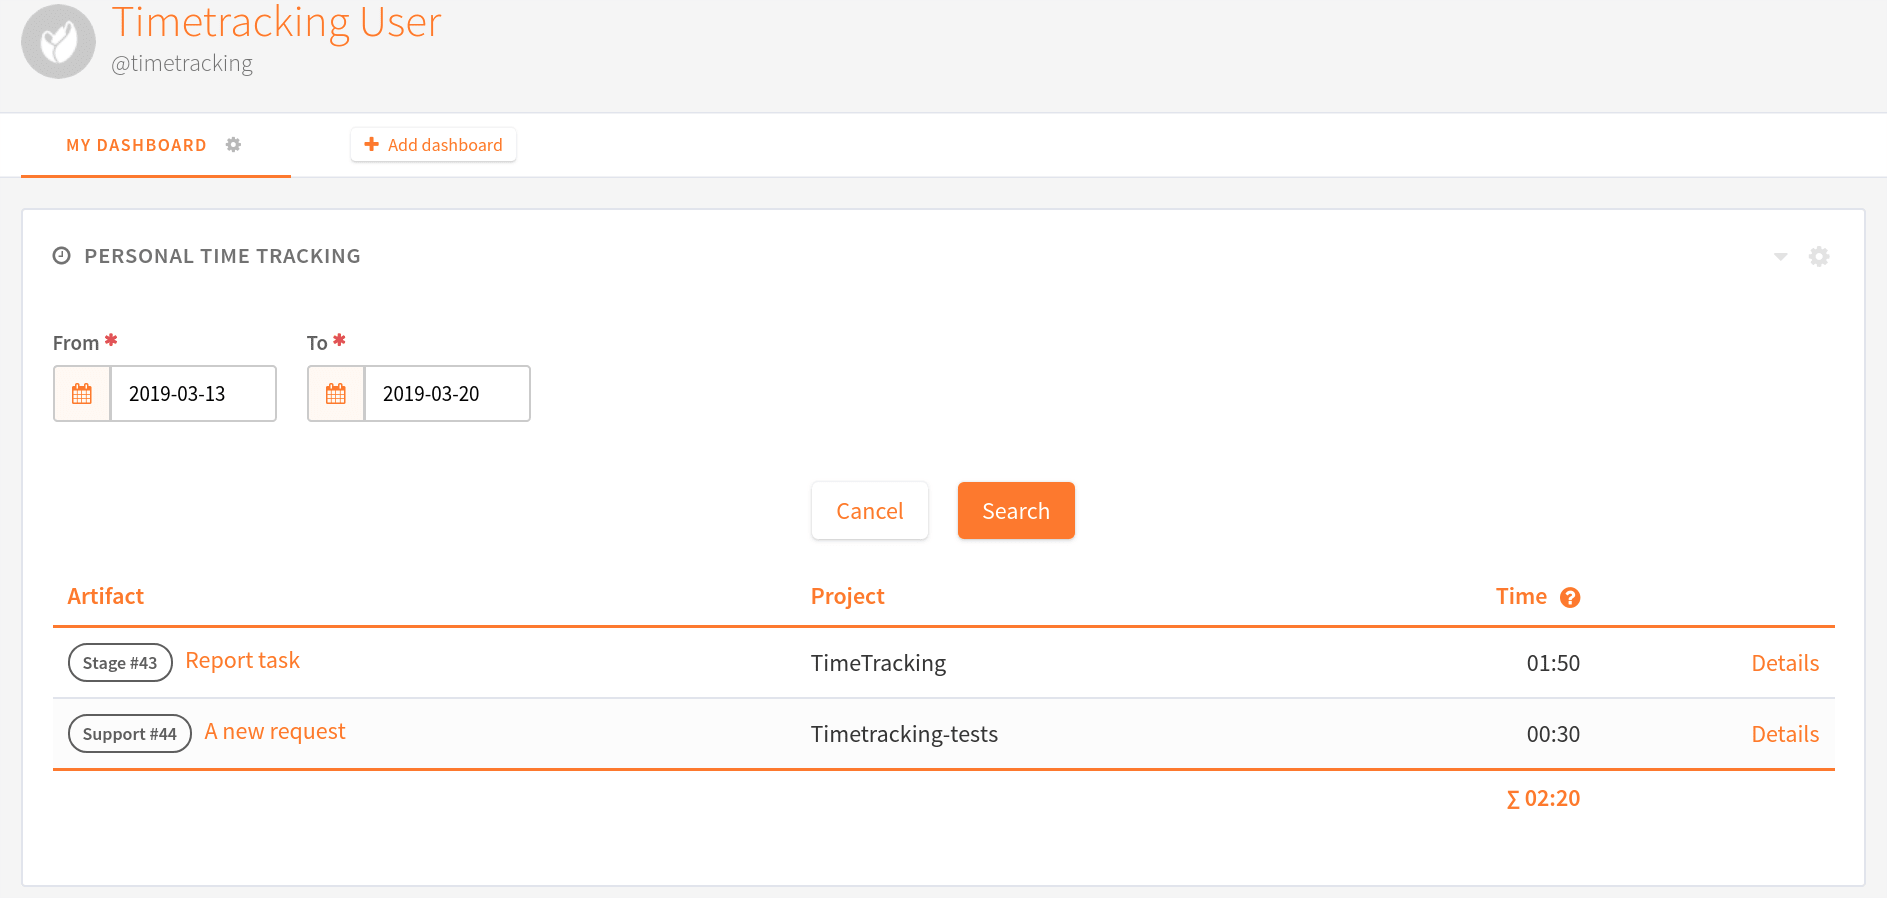 Timetracking User
@timetracking
MY DASHBOARD
Add dashboard
PERSONAL TIME TRACKING
From * To *
2019-03-13 2019-03-20
Cancel Search
Artifact Project Time ?
Stage #43 Report task TimeTracking 01:50 Details
Support #44 A new request Timetracking-tests 00:30 Details
∑ 02:20